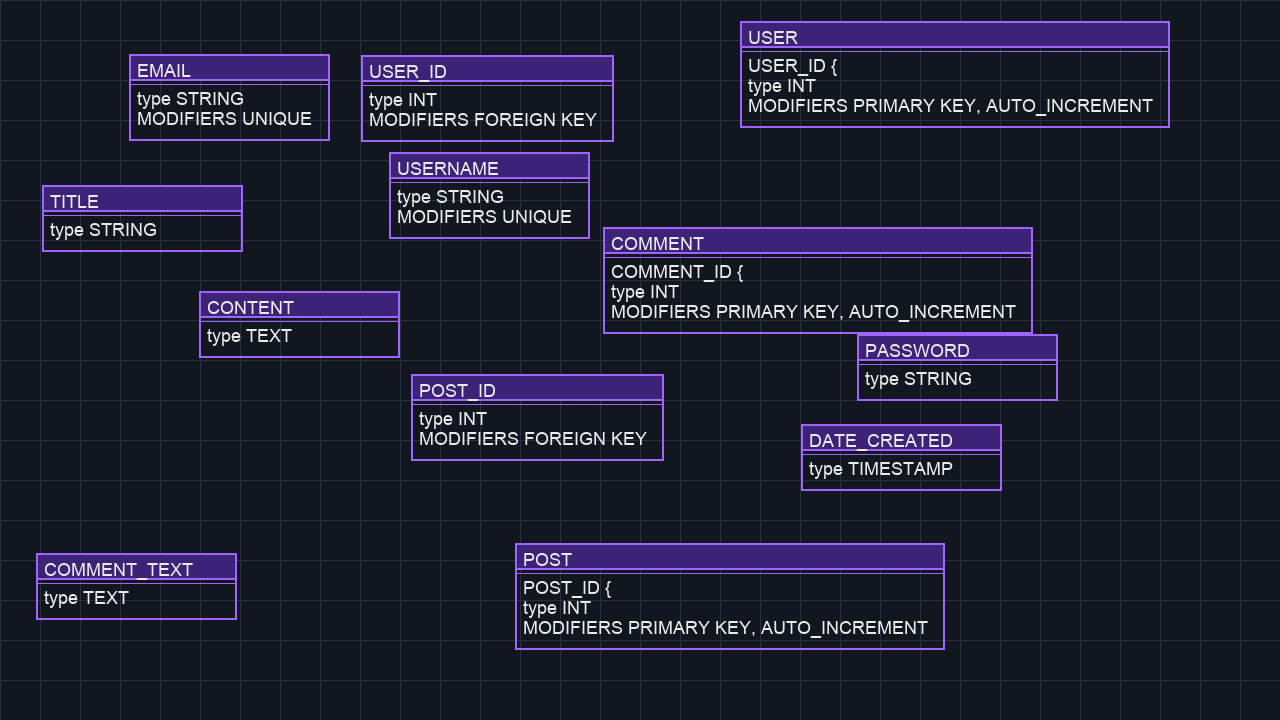 USER
USER_ID {
type INT
MODIFIERS PRIMARY KEY, AUTO_INCREMENT
EMAIL
type STRING
MODIFIERS UNIQUE
USER_ID
type INT
MODIFIERS FOREIGN KEY
USERNAME
type STRING
MODIFIERS UNIQUE
TITLE
type STRING
COMMENT
COMMENT_ID {
type INT
MODIFIERS PRIMARY KEY, AUTO_INCREMENT
CONTENT
type TEXT
PASSWORD
type STRING
POST_ID
type INT
MODIFIERS FOREIGN KEY
DATE_CREATED
type TIMESTAMP
POST
POST_ID {
type INT
MODIFIERS PRIMARY KEY, AUTO_INCREMENT
COMMENT_TEXT
type TEXT